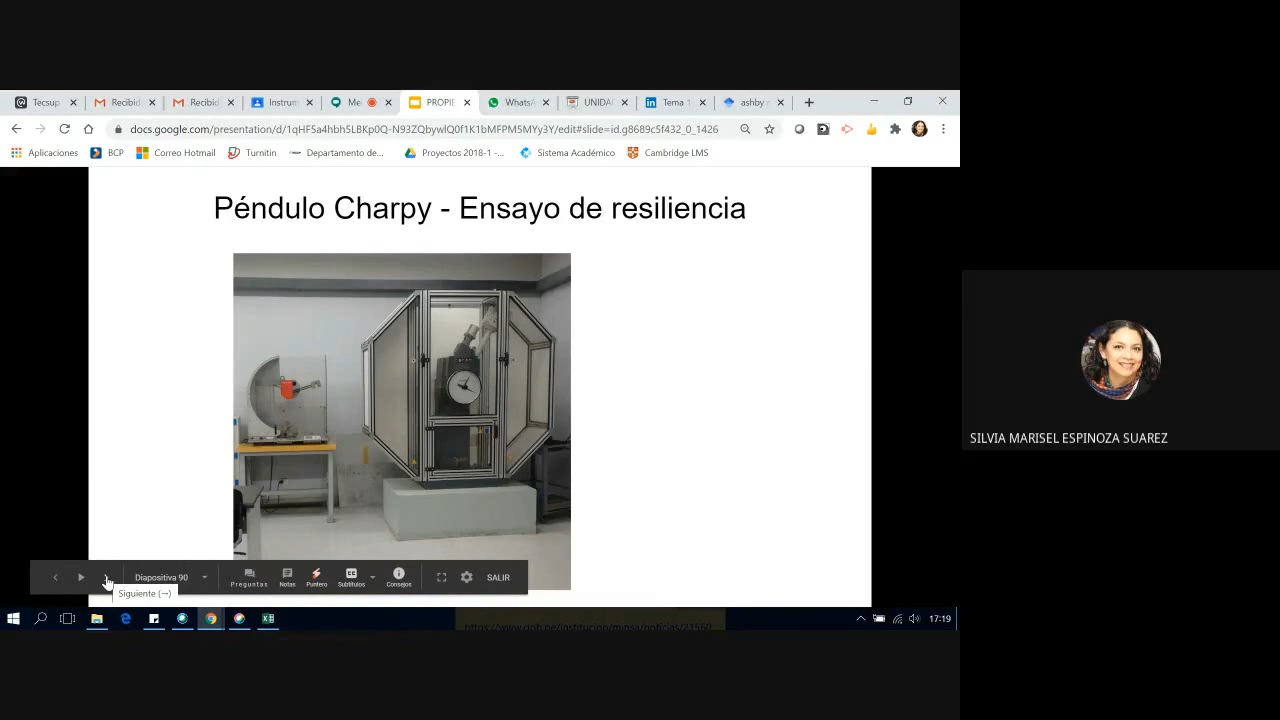 Tecsup
Recibid
Recibid
Instrum
Me
PROPIE
WhatsA
UNIDA
Tema 1
ashby
docs.google.com/presentation/d/1qHF5a4hbh5LBKp0Q-N93ZQbywlQ0f1K1bMFPM5MYy3Y/edit#slide=id.g8689c5f432_0_1426
Aplicaciones
BCP
Correo Hotmail
Turnitin
Departamento de...
Proyectos 2018-1 -...
Sistema Académico
Cambridge LMS
Péndulo Charpy - Ensayo de resiliencia
SILVIA MARISEL ESPINOZA SUAREZ
Diapositiva 90
Preguntas
Notas
Puntero
Subtítulos
Consejos
SALIR
Siguiente (→)
17:19